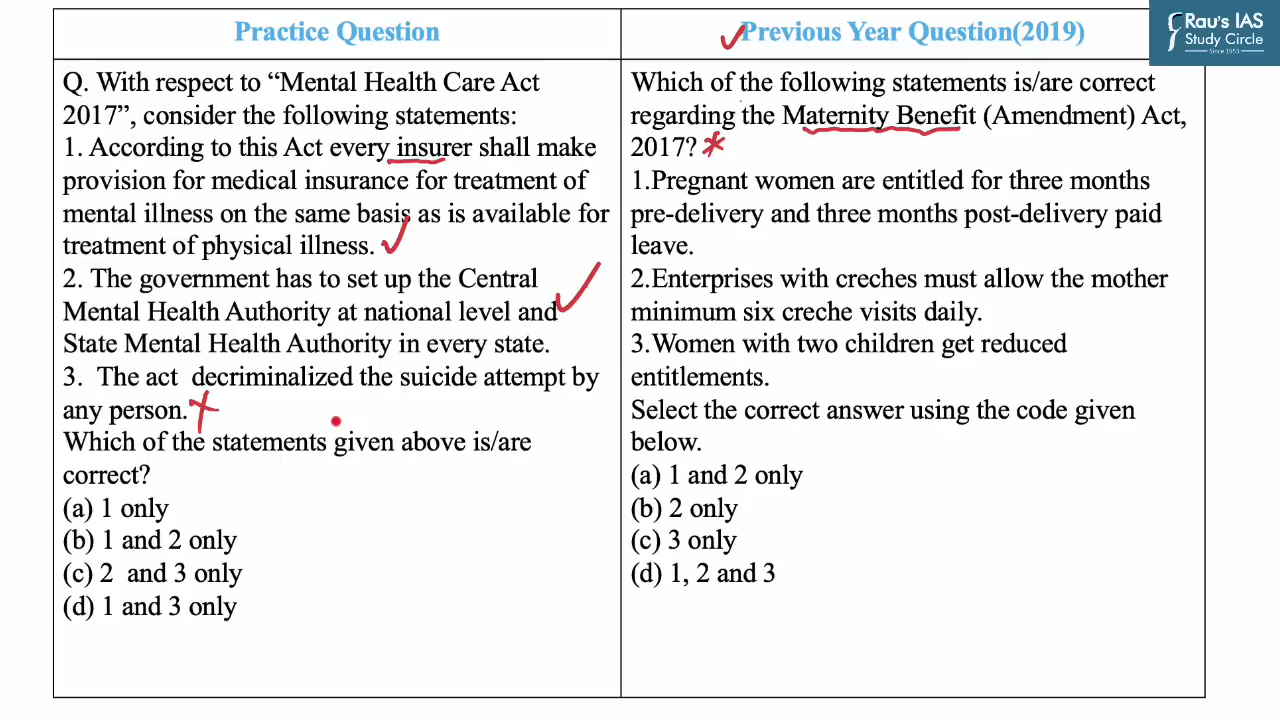 Practice Question
Q. With respect to “Mental Health Care Act
2017”, consider the following statements:
1. According to this Act every insurer shall make
provision for medical insurance for treatment of
mental illness on the same basis as is available for
treatment of physical illness.
2. The government has to set up the Central
Mental Health Authority at national level and
State Mental Health Authority in every state.
3. The act decriminalized the suicide attempt by
any person.
Which of the statements given above is/are
correct?
(a) 1 only
(b) 1 and 2 only
(c) 2 and 3 only
(d) 1 and 3 only
Previous Year Question(2019)
Which of the following statements is/are correct
regarding the Maternity Benefit (Amendment) Act,
2017?
1.Pregnant women are entitled for three months
pre-delivery and three months post-delivery paid
leave.
2.Enterprises with creches must allow the mother
minimum six creche visits daily.
3.Women with two children get reduced
entitlements.
Select the correct answer using the code given
below.
(a) 1 and 2 only
(b) 2 only
(c) 3 only
(d) 1, 2 and 3
Rau's IAS
Study Circle
Since 1953